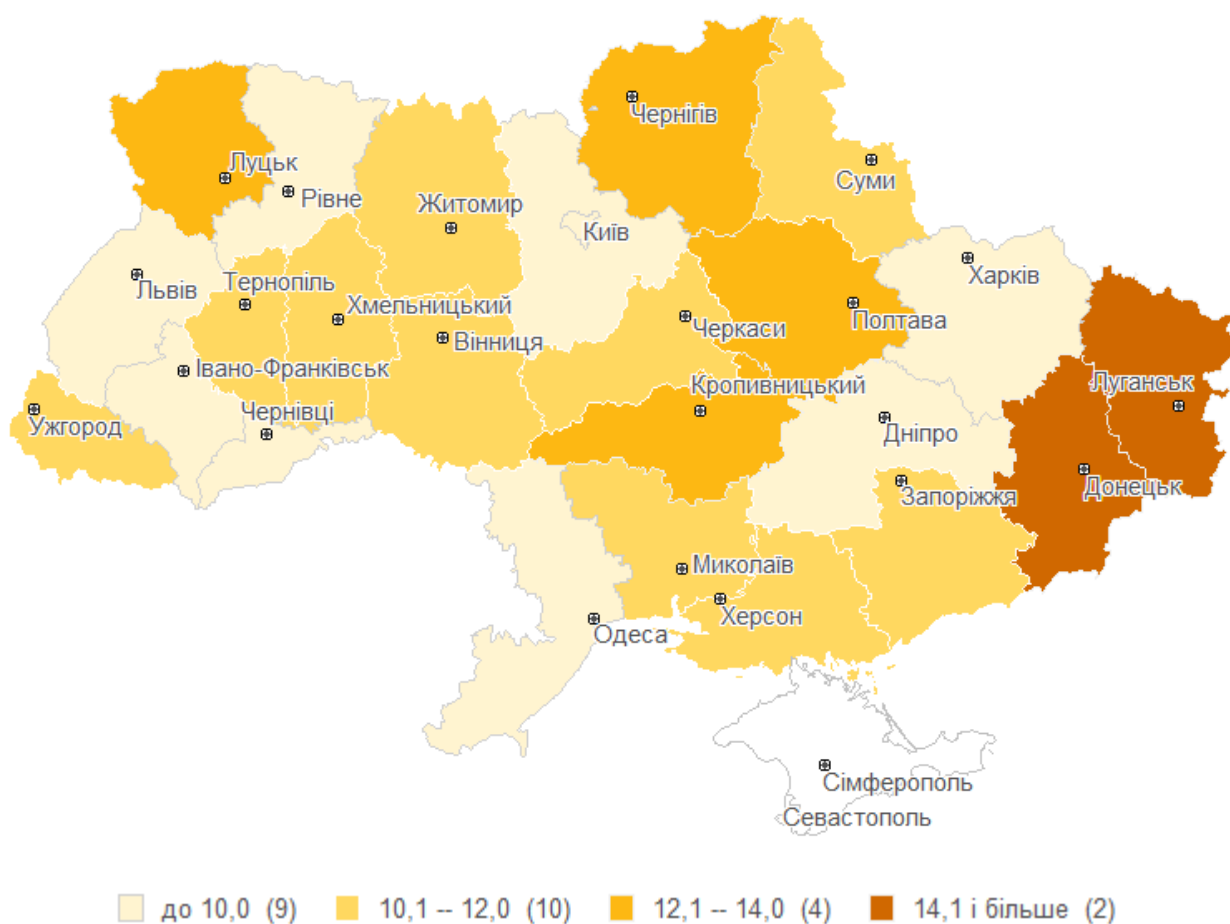 Чернігів
Луцьк
Суми
Рівне
Житомир
Київ
Харків
Львів
Тернопіль
Хмельницький
Вінниця
Черкаси
Полтава
Івано-Франківськ
Кропивницький
Луганськ
Ужгород
Чернівці
Дніпро
Донецьк
Запоріжжя
Миколаїв
Херсон
Одеса
Сімферополь
Севастополь
до 10,0 (9)
10,1 -- 12,0 (10)
12,1 -- 14,0 (4)
14,1 і більше (2)